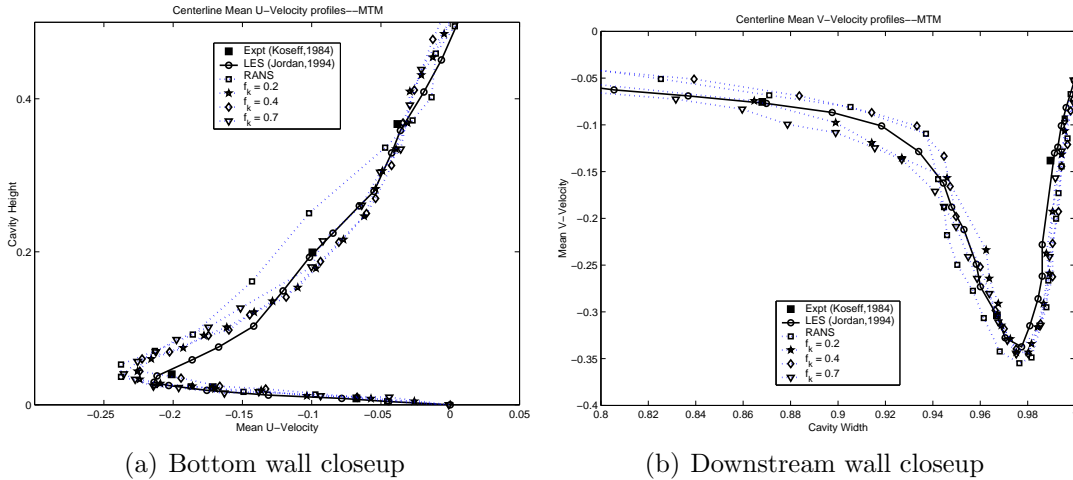 Centerline Mean U−Velocity profiles−−MTM
Expt (Koseff,1984)
LES (Jordan,1994)
RANS
f_k = 0.2
f_k = 0.4
f_k = 0.7
0.4
0.2
0
Cavity Height
−0.25
−0.2
−0.15
−0.1
−0.05
0
0.05
Mean U−Velocity
(a) Bottom wall closeup
Centerline Mean V−Velocity profiles−−MTM
0
−0.05
−0.1
−0.15
−0.2
−0.25
−0.3
−0.35
−0.4
Mean V−Velocity
Expt (Koseff,1984)
LES (Jordan,1994)
RANS
f_k = 0.2
f_k = 0.4
f_k = 0.7
0.8
0.82
0.84
0.86
0.88
0.9
0.92
0.94
0.96
0.98
Cavity Width
(b) Downstream wall closeup